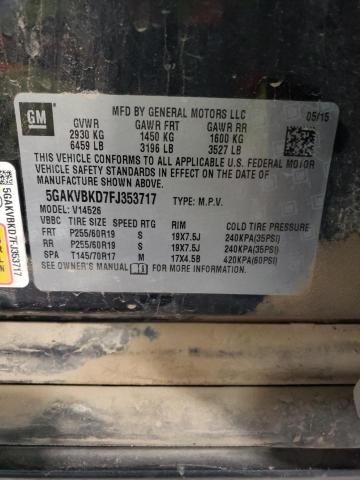 GM
MFD BY GENERAL MOTORS LLC
05/15
GVWR GAWR FRT GAWR RR
2930 KG 1450 KG 1600 KG
6459 LB 3196 LB 3527 LB
THIS VEHICLE CONFORMS TO ALL APPLICABLE U.S. FEDERAL MOTOR
VEHICLE SAFETY STANDARDS IN EFFECT ON THE DATE OF
MANUFACTURE SHOWN ABOVE.
5GAKVBKD7FJ353717 TYPE: M.P.V.
MODEL: V14526
VBBC TIRE SIZE SPEED RTG RIM COLD TIRE PRESSURE
FRT P255/60R19 S 19X7.5J 240KPA(35PSI)
RR P255/60R19 S 19X7.5J 240KPA(35PSI)
SPA T145/70R17 M 17X4.5B 420KPA(60PSI)
SEE OWNER'S MANUAL FOR MORE INFORMATION.
5GAKVBKD7FJ353717